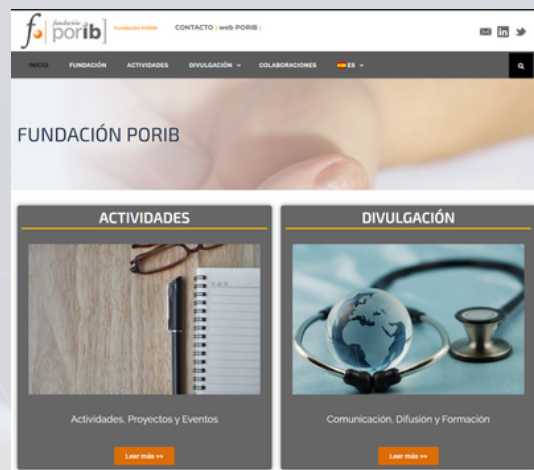 fundación
porib
Fundación PORIB
CONTACTO
web PORIB
INICIO
FUNDACIÓN
ACTIVIDADES
DIVULGACIÓN
COLABORACIONES
ES
FUNDACIÓN PORIB
ACTIVIDADES
DIVULGACIÓN
Actividades, Proyectos y Eventos
Comunicación, Difusión y Formación
Leer más >>
Leer más >>